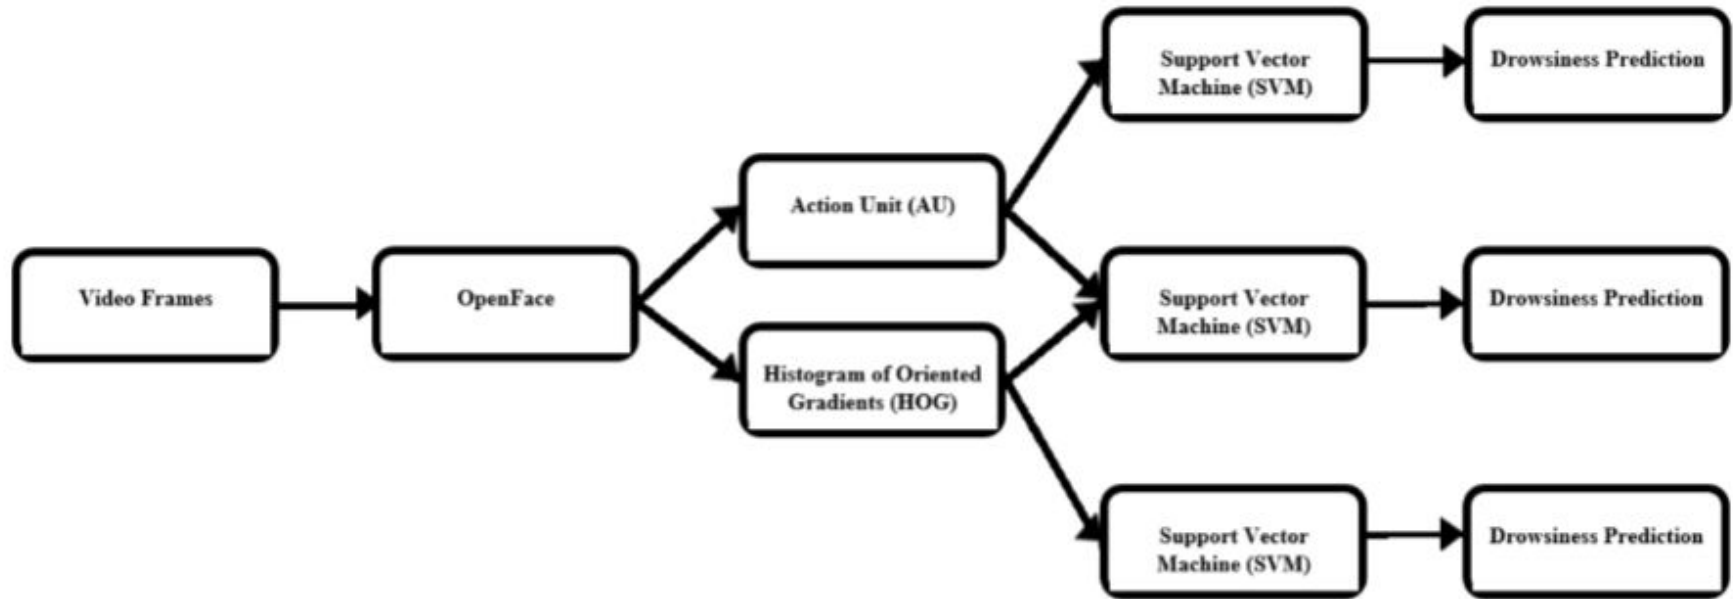 Video Frames
OpenFace
Action Unit (AU)
Histogram of Oriented
Gradients (HOG)
Support Vector
Machine (SVM)
Drowsiness Prediction
Support Vector
Machine (SVM)
Drowsiness Prediction
Support Vector
Machine (SVM)
Drowsiness Prediction